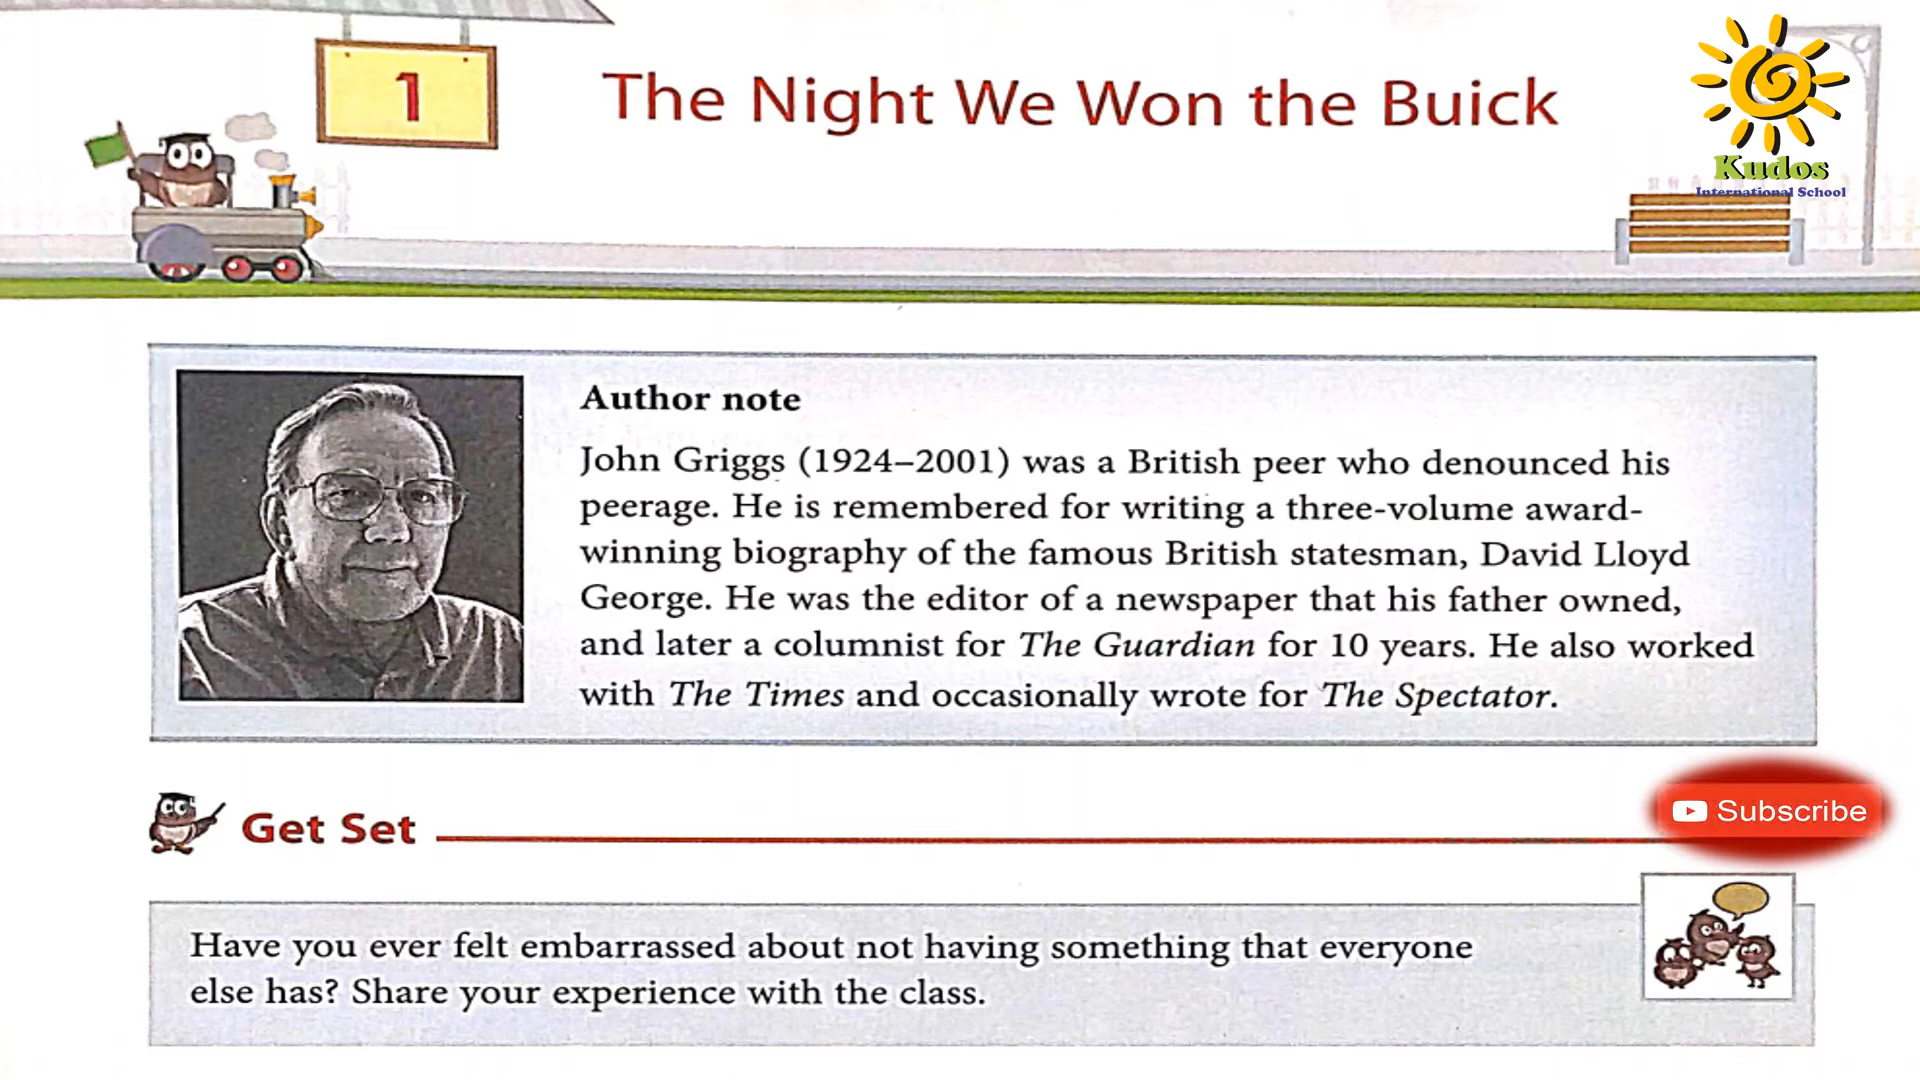 1
The Night We Won the Buick
Kudos
International School
Author note
John Griggs (1924–2001) was a British peer who denounced his
peerage. He is remembered for writing a three-volume award-
winning biography of the famous British statesman, David Lloyd
George. He was the editor of a newspaper that his father owned,
and later a columnist for The Guardian for 10 years. He also worked
with The Times and occasionally wrote for The Spectator.
Get Set
Subscribe
Have you ever felt embarrassed about not having something that everyone
else has? Share your experience with the class.